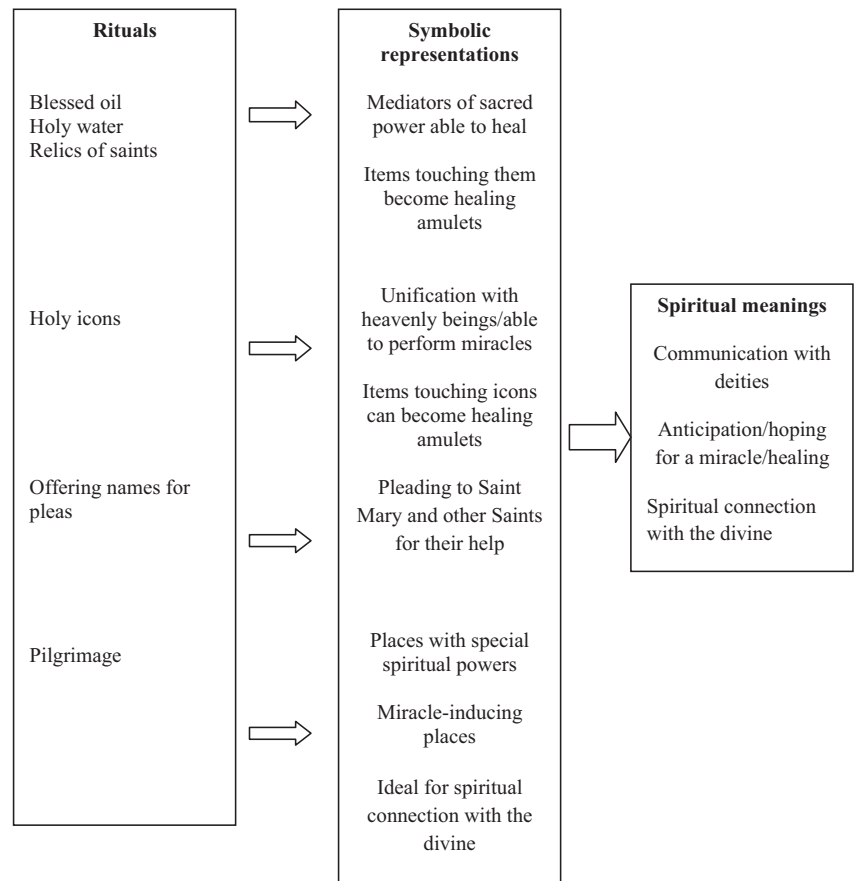 Rituals
Blessed oil
Holy water
Relics of saints
Holy icons
Offering names for
pleas
Pilgrimage
Symbolic
representations
Mediators of sacred
power able to heal
Items touching them
become healing
amulets
Unification with
heavenly beings/able
to perform miracles
Items touching icons
can become healing
amulets
Pleading to Saint
Mary and other Saints
for their help
Places with special
spiritual powers
Miracle-inducing
places
Ideal for spiritual
connection with the
divine
Spiritual meanings
Communication with
deities
Anticipation/hoping
for a miracle/healing
Spiritual connection
with the divine